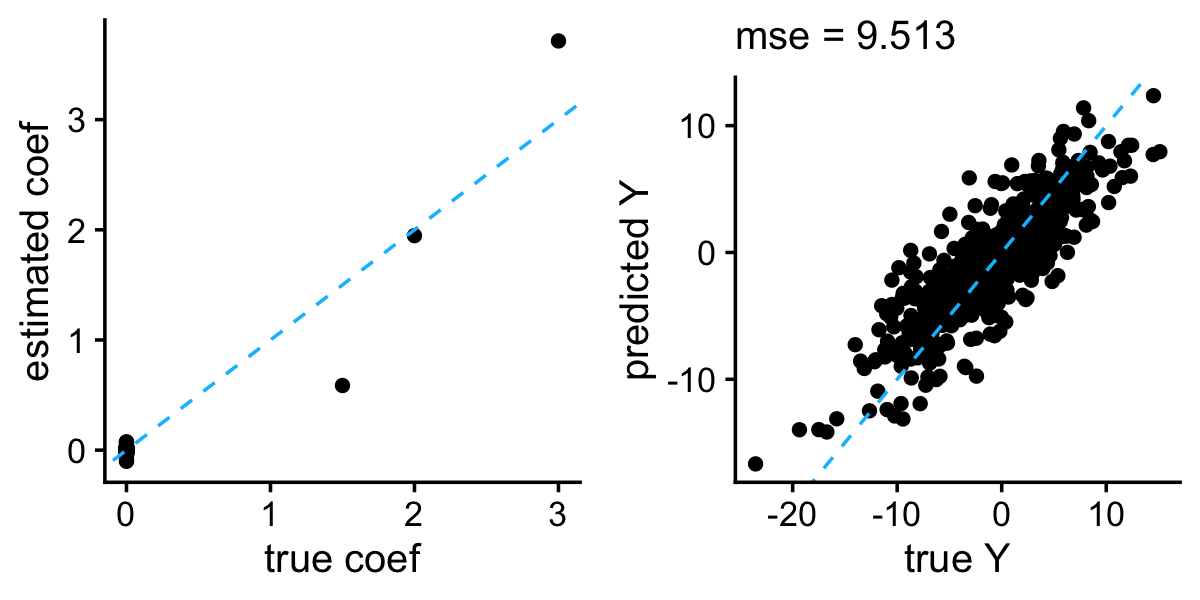 estimated coef
3
2
1
0
0 1 2 3
true coef
mse = 9.513
predicted Y
10
0
-10
-20 -10 0 10
true Y